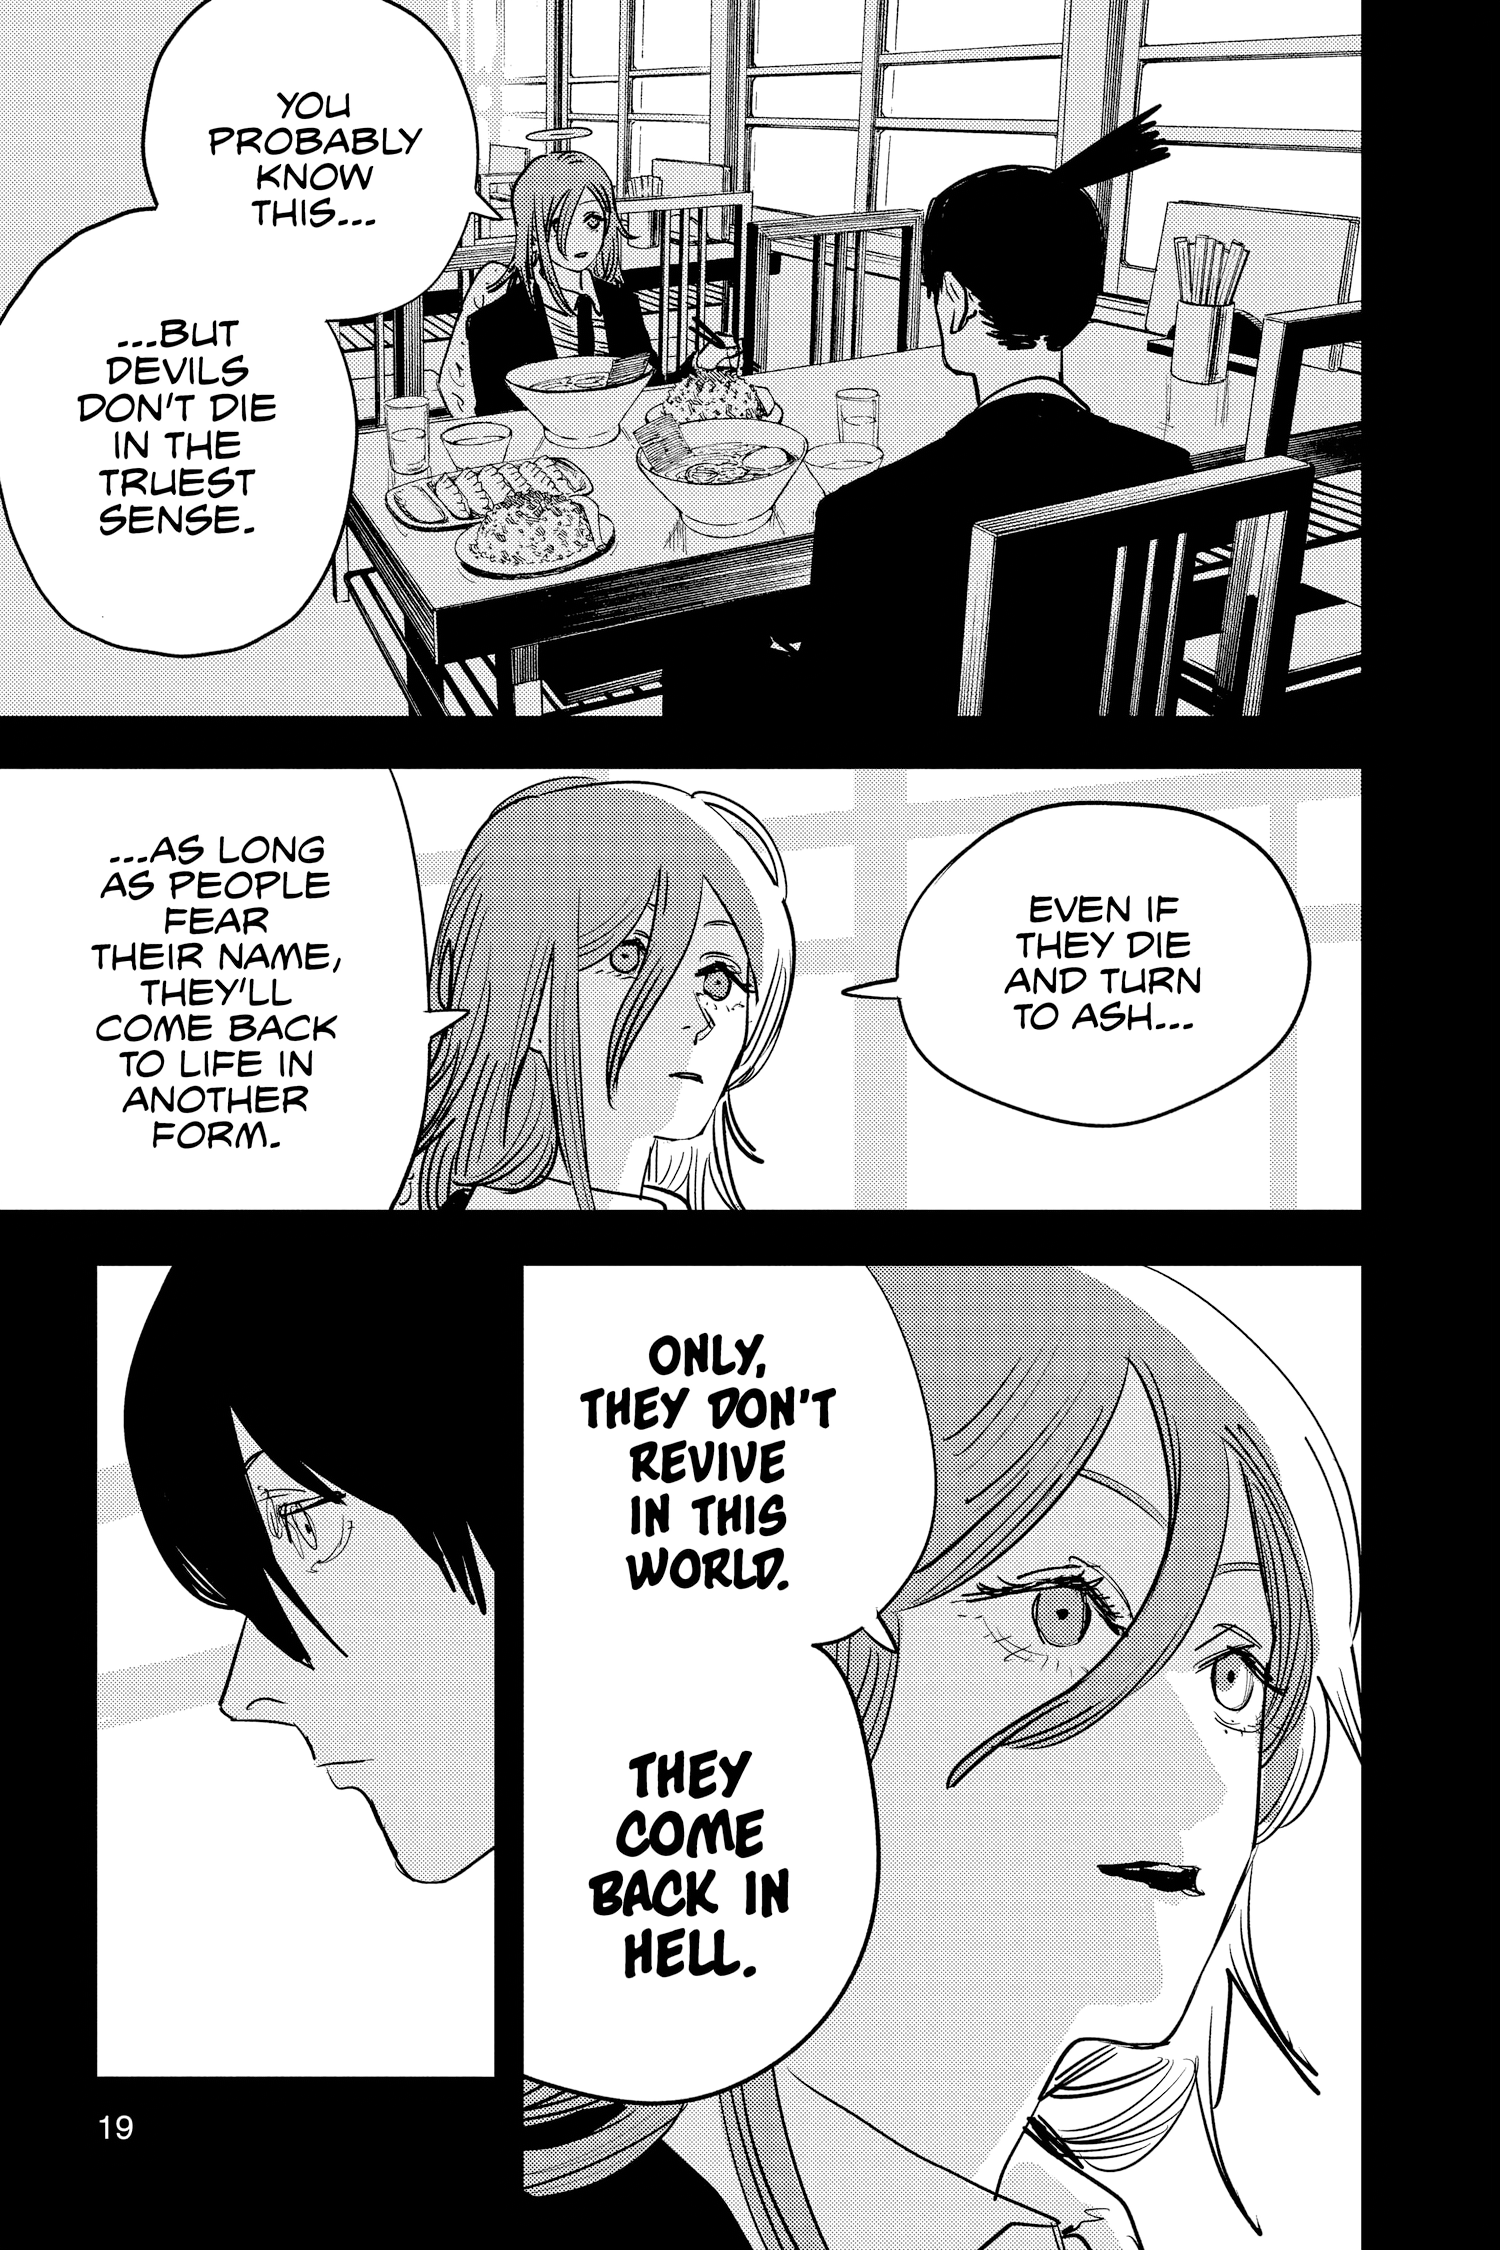 YOU
PROBABLY
KNOW
THIS...
...BUT
DEVILS
DON'T DIE
IN THE
TRUEST
SENSE.
EVEN IF
THEY DIE
AND TURN
TO ASH...
...AS LONG
AS PEOPLE
FEAR
THEIR NAME,
THEY'LL
COME BACK
TO LIFE IN
ANOTHER
FORM.
ONLY,
THEY DON'T
REVIVE
IN THIS
WORLD.
THEY
COME
BACK IN
HELL.
19